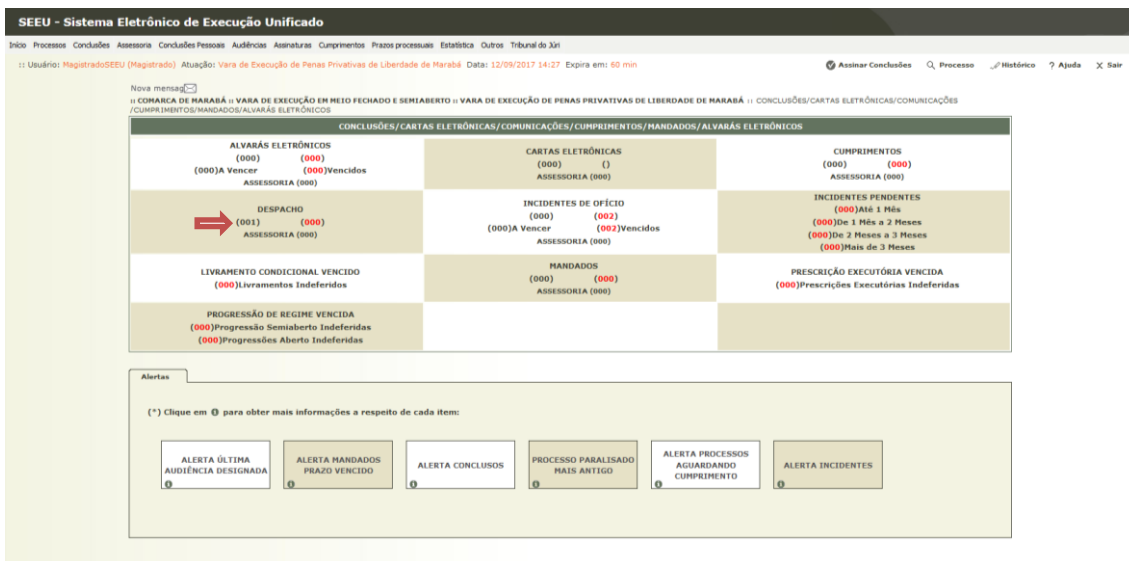 SEEU - Sistema Eletrônico de Execução Unificado
Início Processos Conclusões Assessoria Conclusões Pessoais Audiências Assinaturas Cumprimentos Prazos processuais Estatística Outros Tribunal do Júri
:: Usuário: MagistradoSEEU (Magistrado) Atuação: Vara de Execução de Penas Privativas de Liberdade de Marabá Data: 12/09/2017 14:27 Expira em: 60 min Assinar Conclusões Processo Histórico ? Ajuda X Sair
Nova mensag
:: COMARCA DE MARABÁ :: VARA DE EXECUÇÃO EM MEIO FECHADO E SEMIABERTO :: VARA DE EXECUÇÃO DE PENAS PRIVATIVAS DE LIBERDADE DE MARABÁ :: CONCLUSÕES/CARTAS ELETRÔNICAS/COMUNICAÇÕES
/CUMPRIMENTOS/MANDADOS/ALVARÁS ELETRÔNICOS
CONCLUSÕES/CARTAS ELETRÔNICAS/COMUNICAÇÕES/CUMPRIMENTOS/MANDADOS/ALVARÁS ELETRÔNICOS
ALVARÁS ELETRÔNICOS
(000) (000)
(000)A Vencer (000)Vencidos
ASSESSORIA (000)
CARTAS ELETRÔNICAS
(000) ()
ASSESSORIA (000)
CUMPRIMENTOS
(000) (000)
ASSESSORIA (000)
DESPACHO
(001) (000)
ASSESSORIA (000)
INCIDENTES DE OFÍCIO
(000) (002)
(000)A Vencer (002)Vencidos
ASSESSORIA (000)
INCIDENTES PENDENTES
(000)Até 1 Mês
(000)De 1 Mês a 2 Meses
(000)De 2 Meses a 3 Meses
(000)Mais de 3 Meses
LIVRAMENTO CONDICIONAL VENCIDO
(000)Livramentos Indeferidos
MANDADOS
(000) (000)
ASSESSORIA (000)
PRESCRIÇÃO EXECUTÓRIA VENCIDA
(000)Prescrições Executórias Indeferidas
PROGRESSÃO DE REGIME VENCIDA
(000)Progressão Semiaberto Indeferidas
(000)Progressões Aberto Indeferidas
Alertas
(*) Clique em para obter mais informações a respeito de cada item:
ALERTA ÚLTIMA
AUDIÊNCIA DESIGNADA
ALERTA MANDADOS
PRAZO VENCIDO
ALERTA CONCLUSOS
PROCESSO PARALISADO
MAIS ANTIGO
ALERTA PROCESSOS
AGUARDANDO
CUMPRIMENTO
ALERTA INCIDENTES